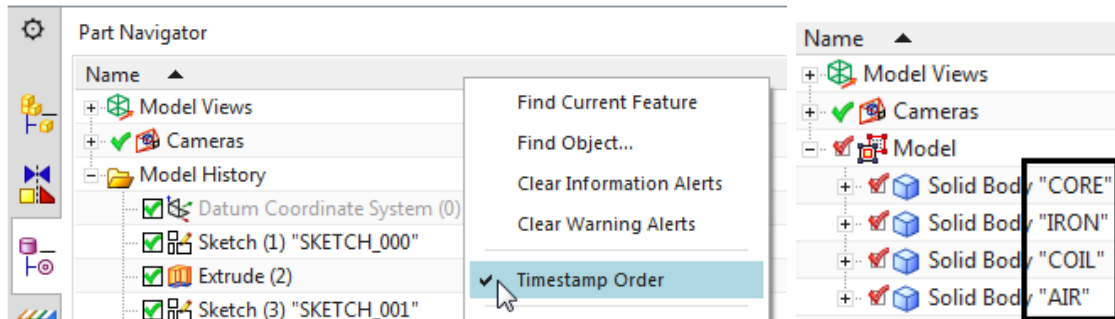 Part Navigator
Name
Model Views
Cameras
Model History
Datum Coordinate System (0)
Sketch (1) "SKETCH_000"
Extrude (2)
Sketch (3) "SKETCH_001"
Find Current Feature
Find Object...
Clear Information Alerts
Clear Warning Alerts
Timestamp Order
Name
Model Views
Cameras
Model
Solid Body "CORE"
Solid Body "IRON"
Solid Body "COIL"
Solid Body "AIR"